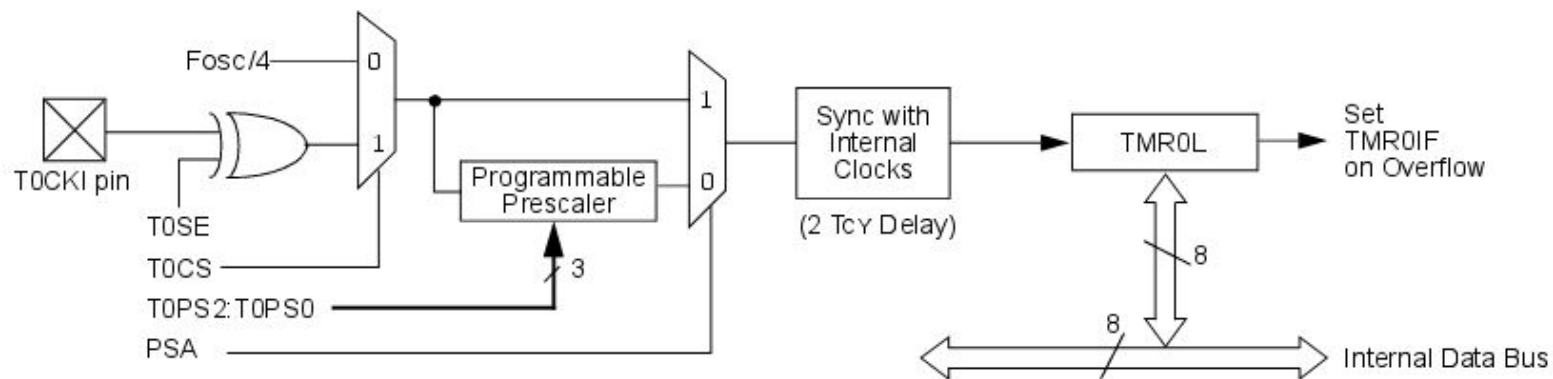 Fosc/4
0
1
T0CKI pin
T0SE
T0CS
T0PS2:T0PS0
PSA
Programmable
Prescaler
3
1
0
Sync with
Internal
Clocks
(2 TCY Delay)
TMR0L
Set
TMR0IF
on Overflow
8
8
Internal Data Bus